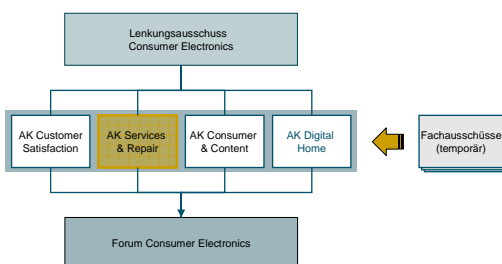 Lenkungsausschuss
Consumer Electronics
AK Customer
Satisfaction
AK Services
& Repair
AK Consumer
& Content
AK Digital
Home
Fachausschüsse
(temporär)
Forum Consumer Electronics